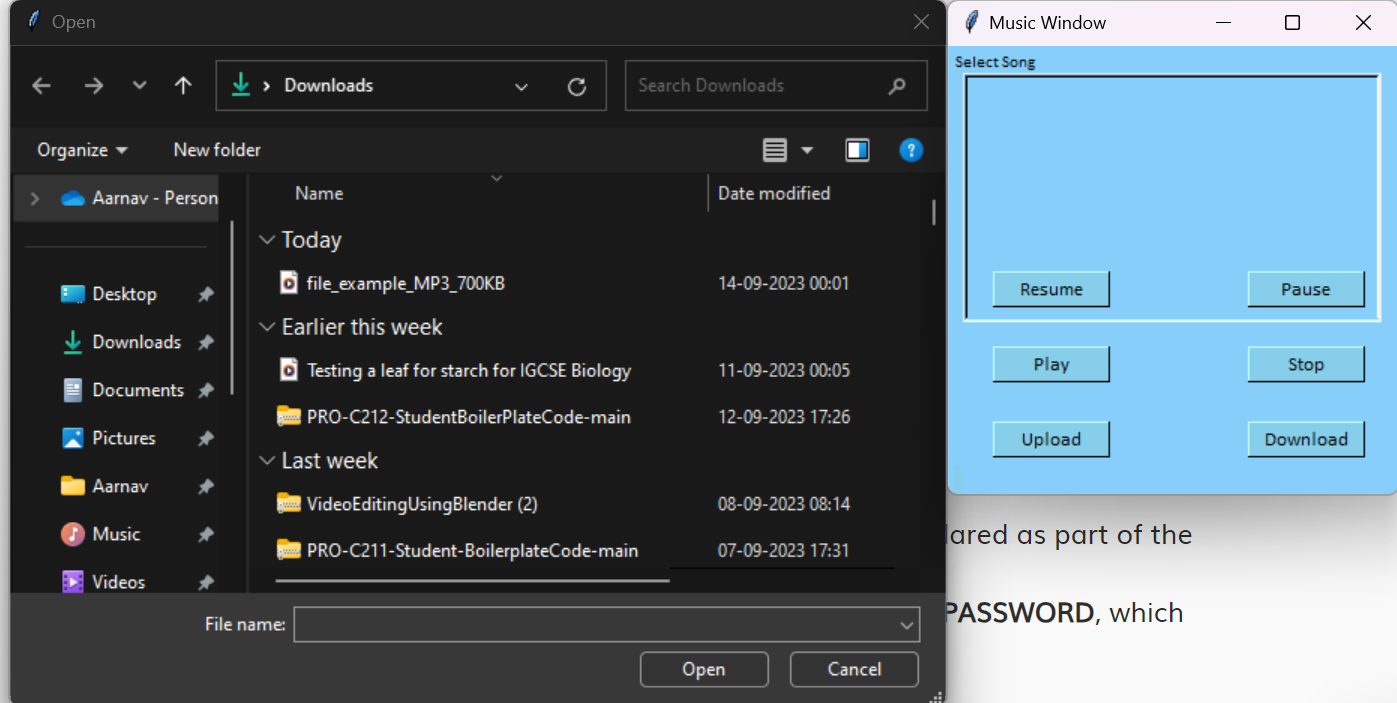 Open
Downloads
Search Downloads
Organize
New folder
?
Name
Date modified
Aarnav - Person
Desktop
Downloads
Documents
Pictures
Aarnav
Music
Videos
Today
file_example_MP3_700KB 14-09-2023 00:01
Earlier this week
Testing a leaf for starch for IGCSE Biology 11-09-2023 00:05
PRO-C212-StudentBoilerPlateCode-main 12-09-2023 17:26
Last week
VideoEditingUsingBlender (2) 08-09-2023 08:14
PRO-C211-Student-BoilerplateCode-main 07-09-2023 17:31
File name:
Open
Cancel
Music Window
Select Song
Resume
Pause
Play
Stop
Upload
Download
lared as part of the
PASSWORD, which